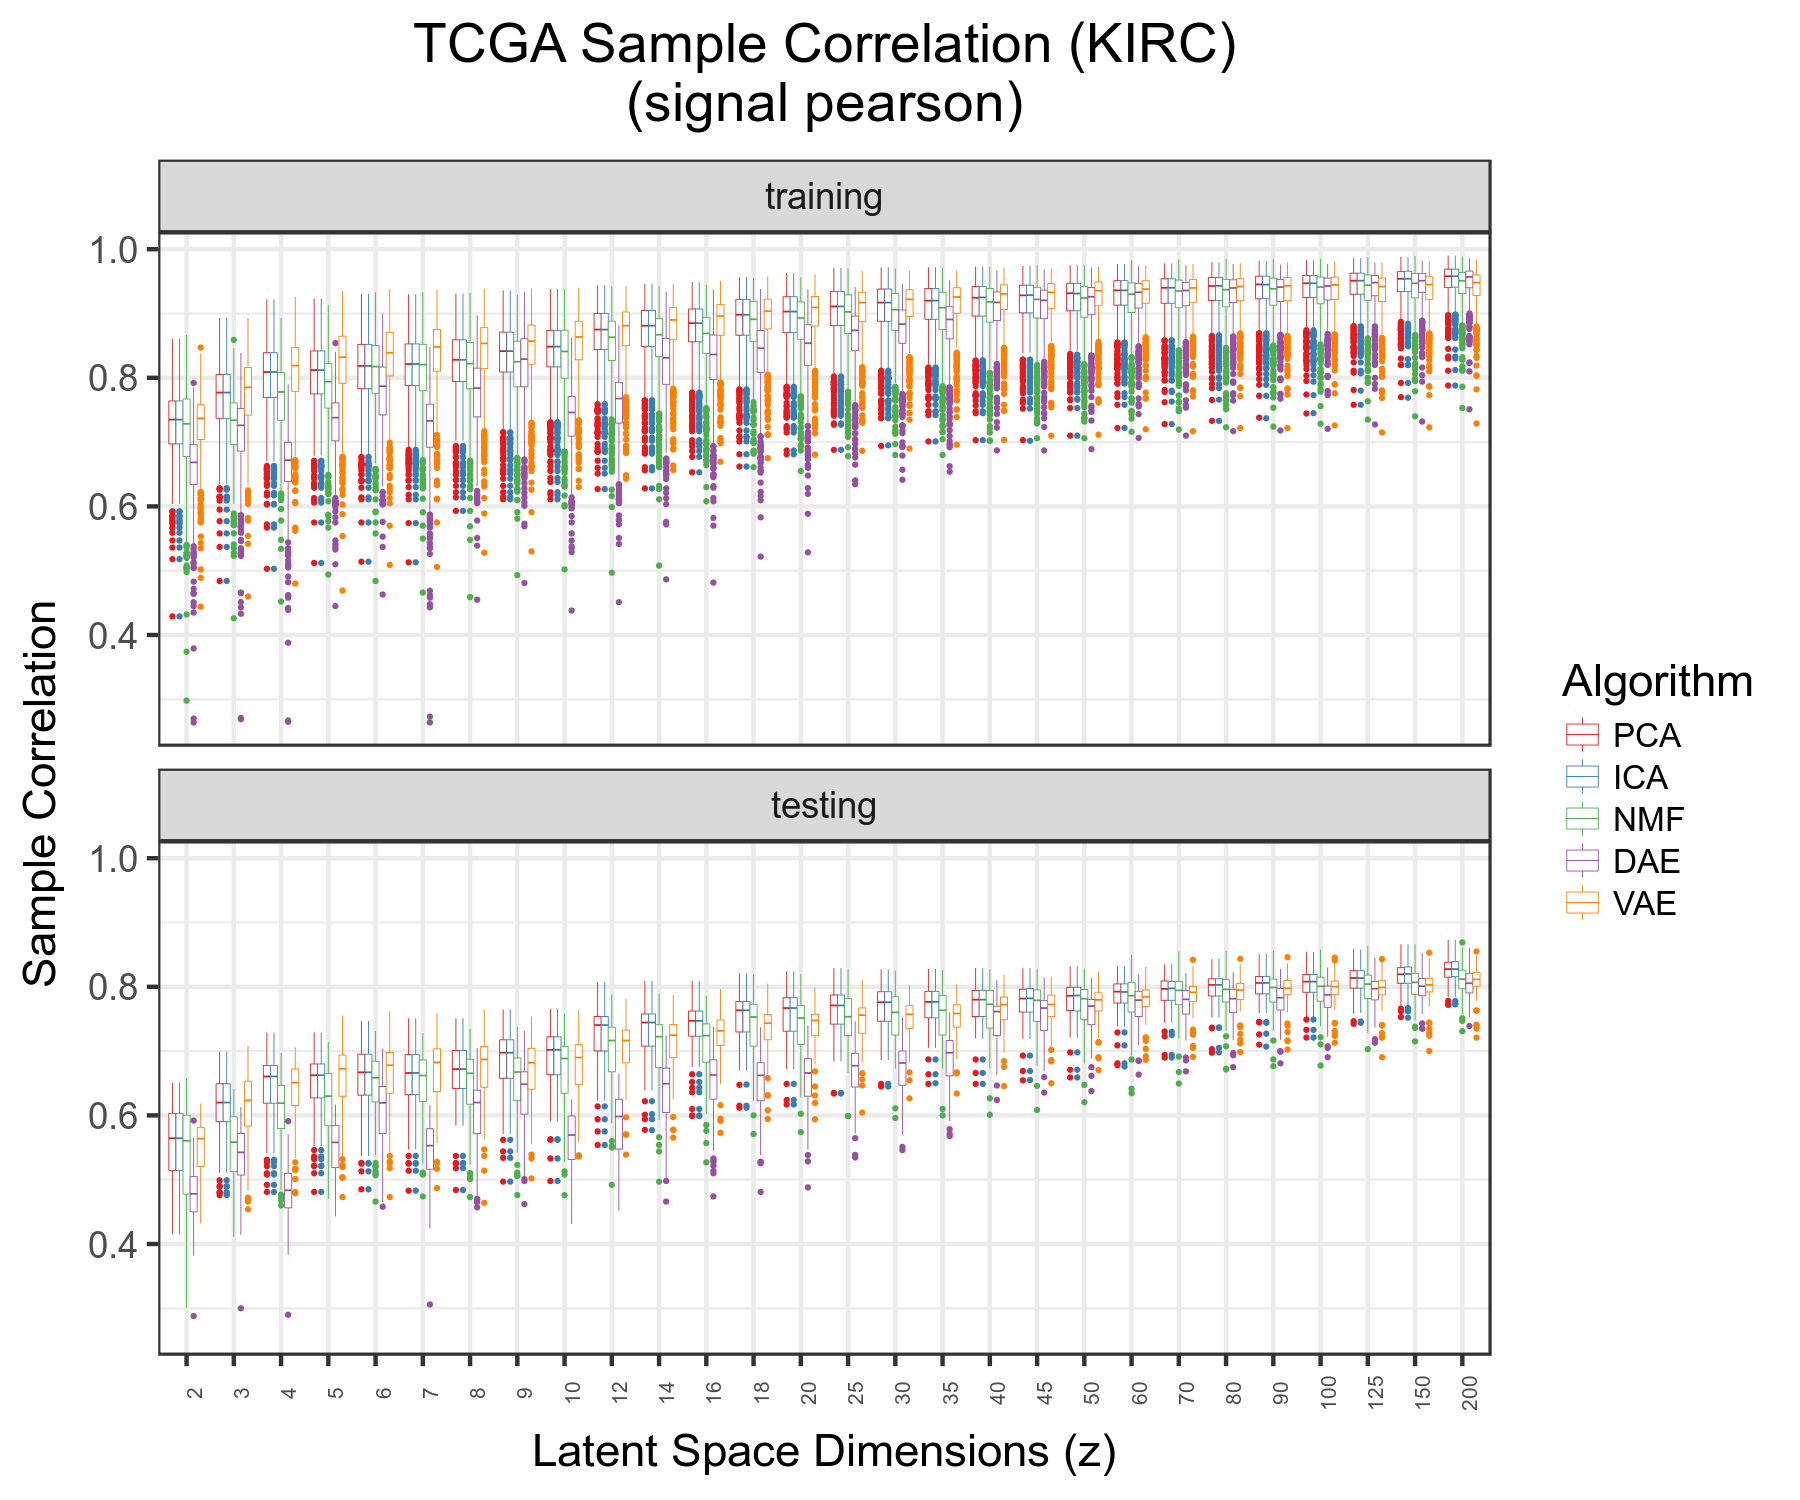 TCGA Sample Correlation (KIRC)
(signal pearson)
training
1.0
0.8
0.6
0.4
testing
1.0
0.8
0.6
0.4
Sample Correlation
2 3 4 5 6 7 8 9 10 12 14 16 18 20 25 30 35 40 45 50 60 70 80 90 100 125 150 200
Latent Space Dimensions (z)
Algorithm
PCA
ICA
NMF
DAE
VAE